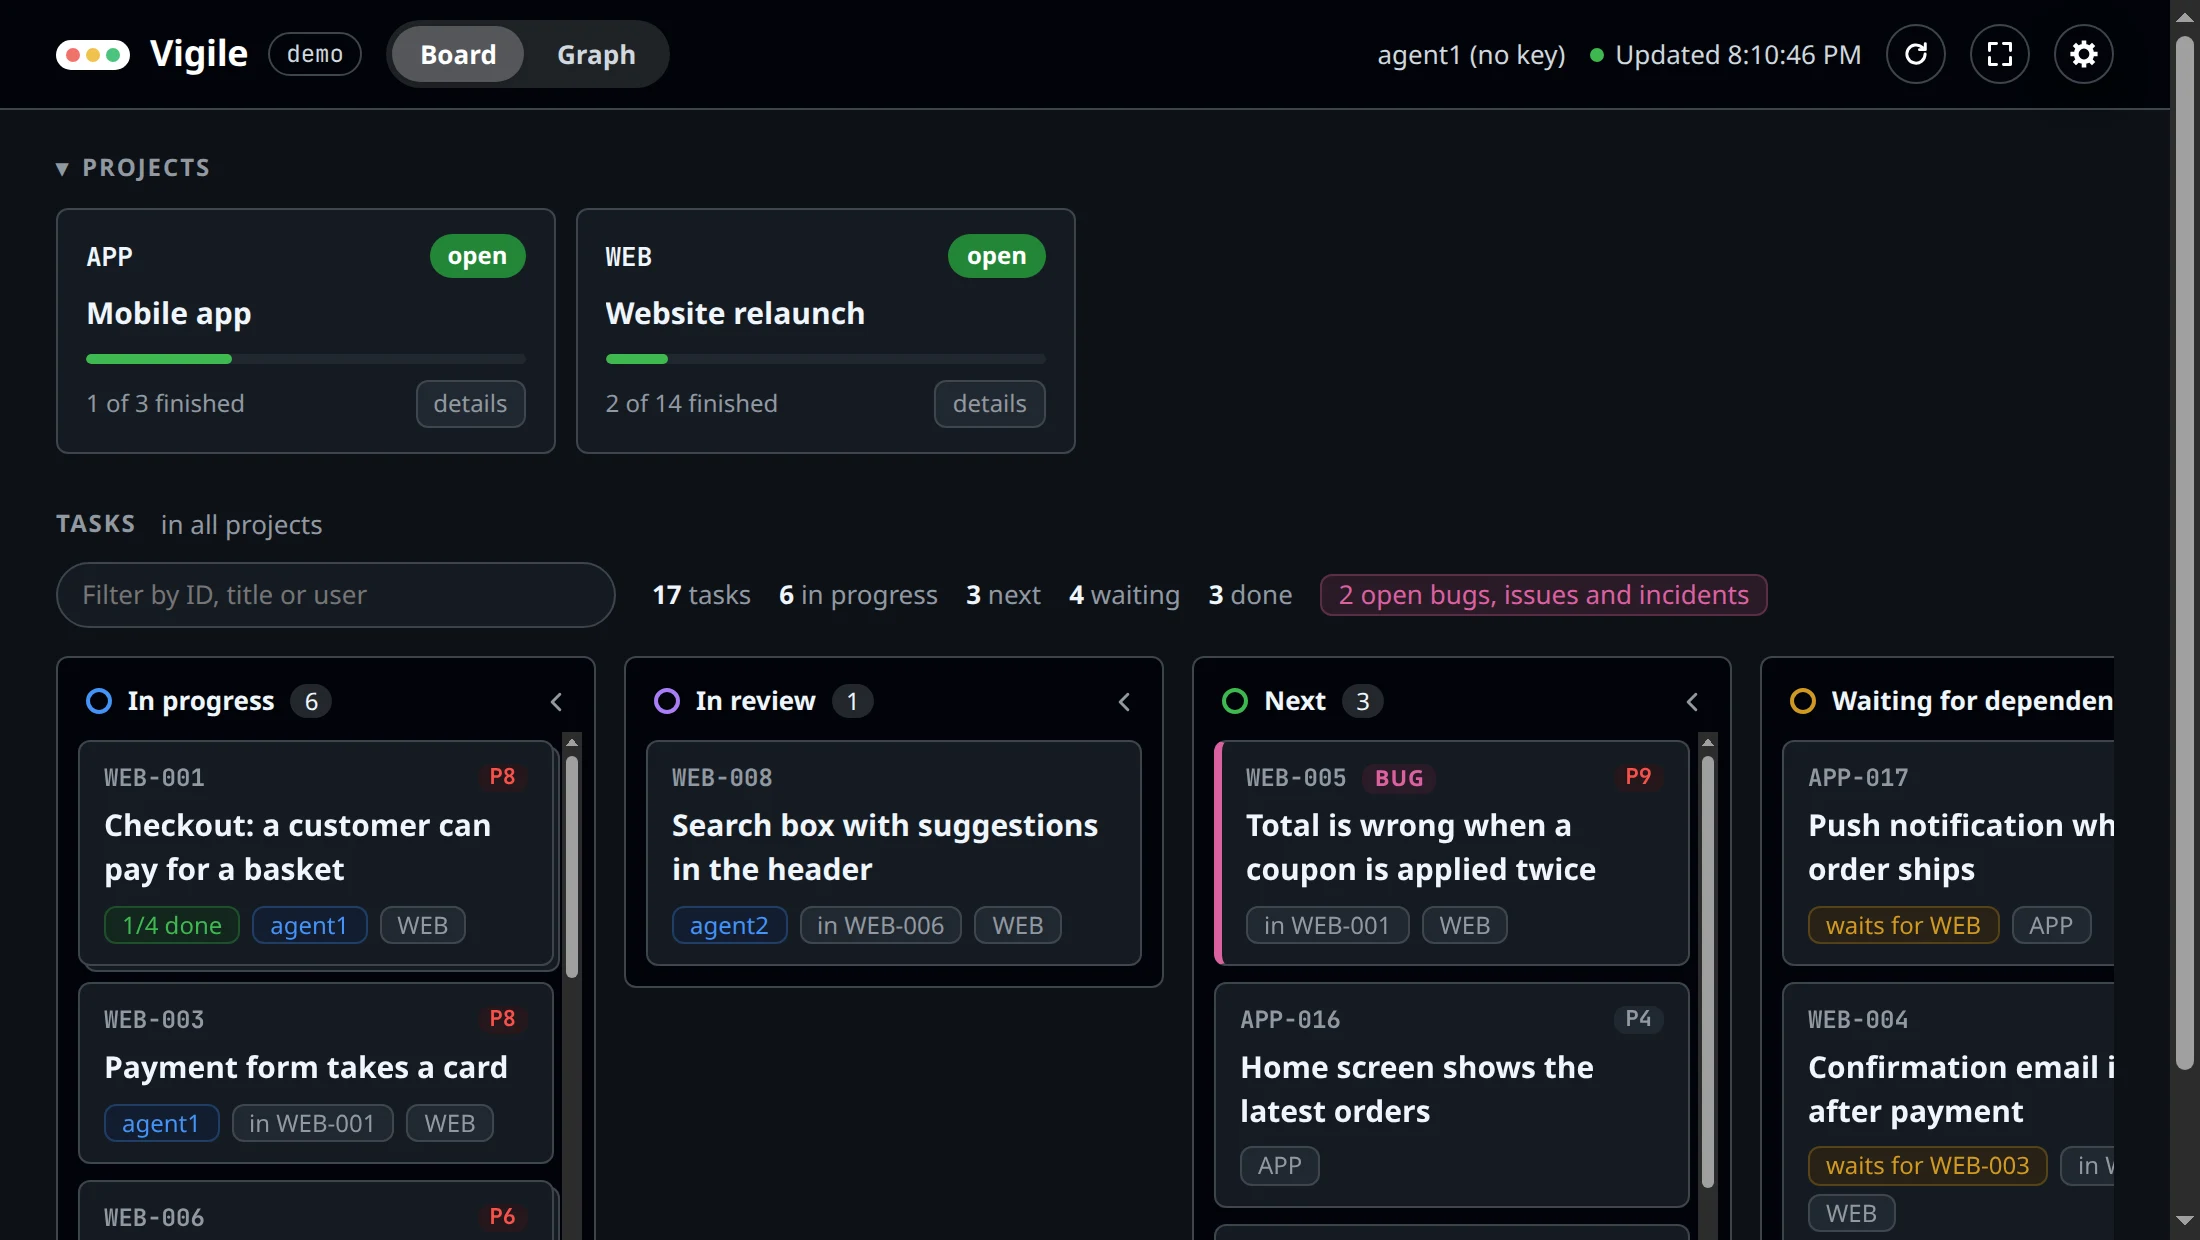 Vigile demo Board Graph agent1 (no key) Updated 8:10:46 PM
▼ PROJECTS
APP open
Mobile app
1 of 3 finished details
WEB open
Website relaunch
2 of 14 finished details
TASKS in all projects
Filter by ID, title or user 17 tasks 6 in progress 3 next 4 waiting 3 done 2 open bugs, issues and incidents
In progress 6
WEB-001 P8
Checkout: a customer can
pay for a basket
1/4 done agent1 WEB
WEB-003 P8
Payment form takes a card
agent1 in WEB-001 WEB
WEB-006 P6
In review 1
WEB-008
Search box with suggestions
in the header
agent2 in WEB-006 WEB
Next 3
WEB-005 BUG P9
Total is wrong when a
coupon is applied twice
in WEB-001 WEB
APP-016 P4
Home screen shows the
latest orders
APP
Waiting for dependen
APP-017
Push notification wh
order ships
waits for WEB APP
WEB-004
Confirmation email i
after payment
waits for WEB-003 in
WEB